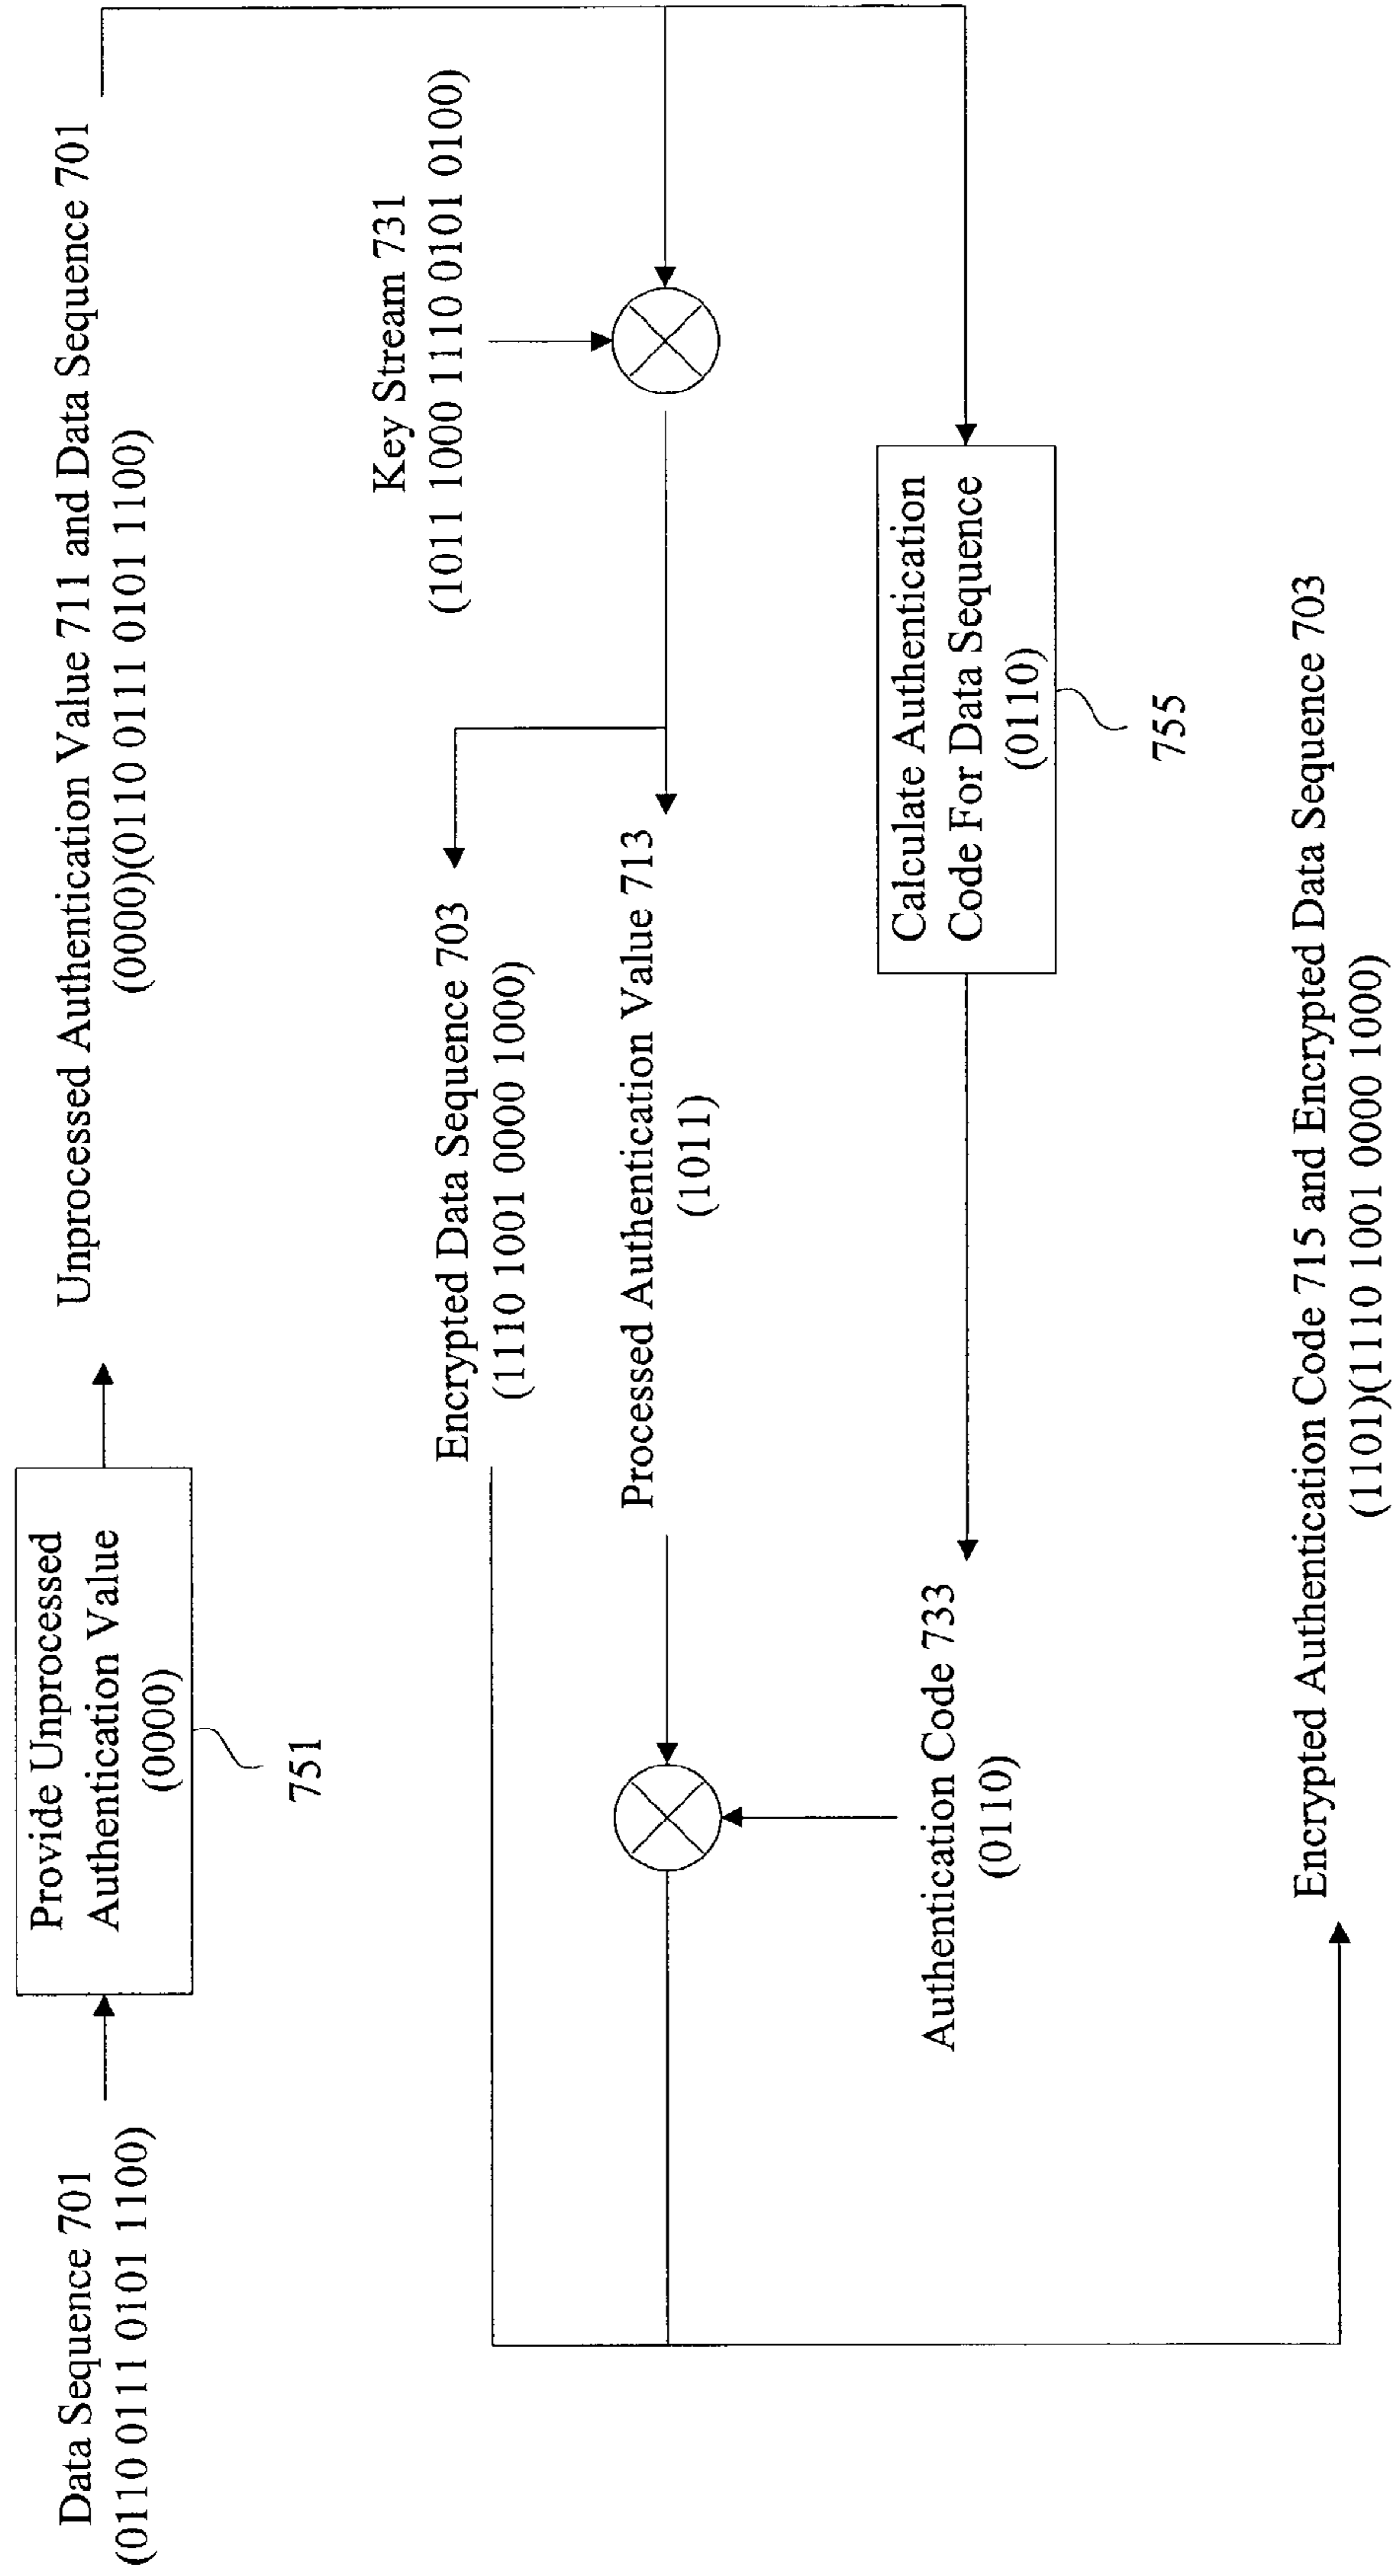 Data Sequence 701
(0110 0111 0101 1100)
Provide Unprocessed
Authentication Value
(0000)
751
Unprocessed Authentication Value 711 and Data Sequence 701
(0000)(0110 0111 0101 1100)
Key Stream 731
(1011 1000 1110 0101 0100)
Encrypted Data Sequence 703
(1110 1001 0000 1000)
Processed Authentication Value 713
(1011)
Calculate Authentication
Code For Data Sequence
(0110)
755
Authentication Code 733
(0110)
Encrypted Authentication Code 715 and Encrypted Data Sequence 703
(1101)(1110 1001 0000 1000)